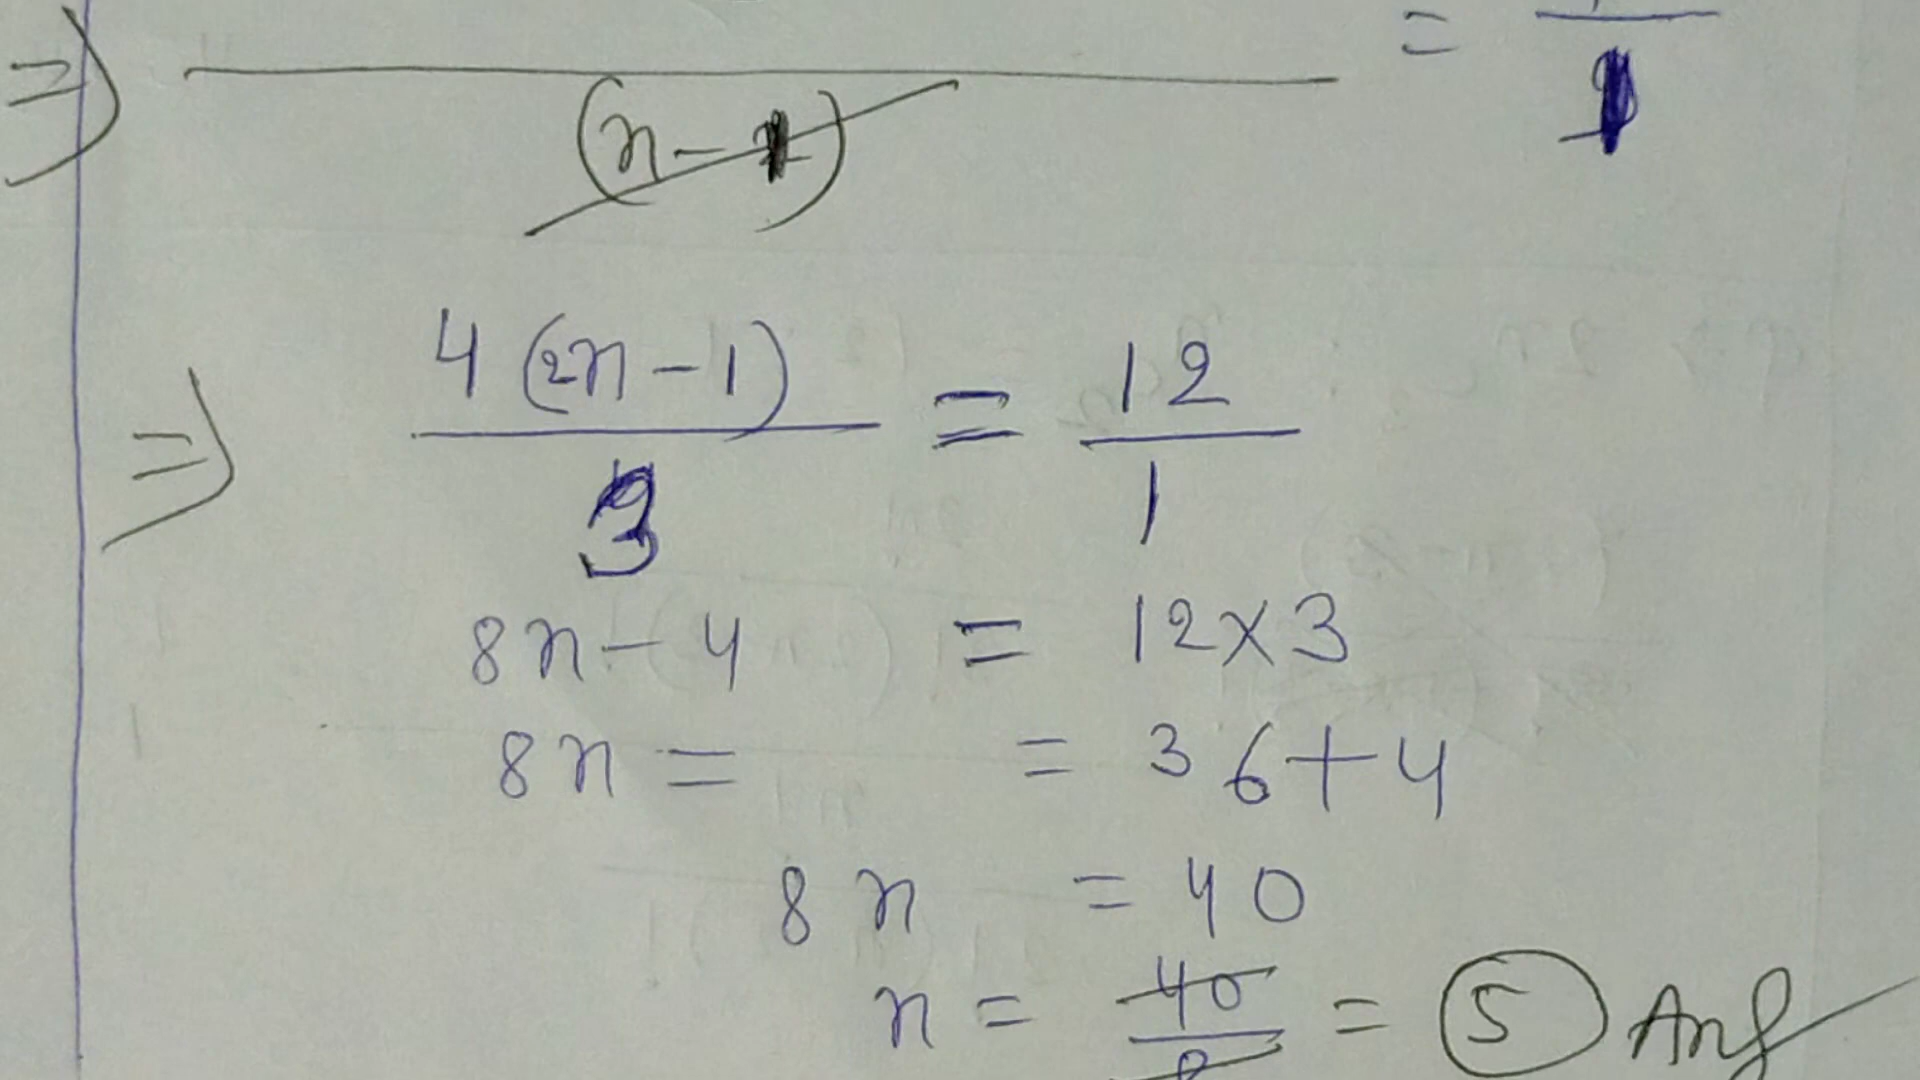 ⇒ ——— = ———
(n-1) 1
⇒ 4(2n-1)/3 = 12/1
8n-4 = 12×3
8n = = 36+4
8n = 40
n = 40/8 = 5 Ans